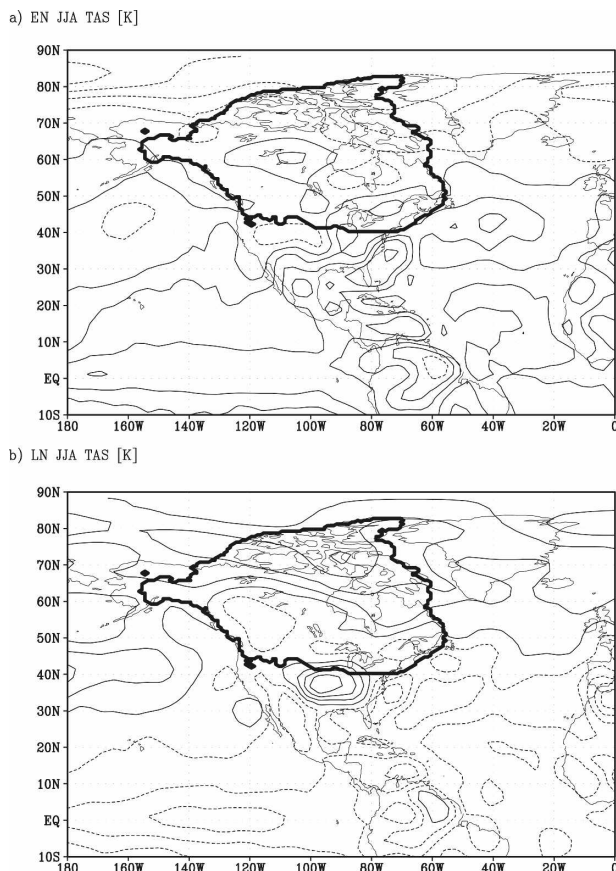 a) EN JJA TAS [K]
90N
80N
70N
60N
50N
40N
30N
20N
10N
EQ
10S
180 160W 140W 120W 100W 80W 60W 40W 20W 0
b) LN JJA TAS [K]
90N
80N
70N
60N
50N
40N
30N
20N
10N
EQ
10S
180 160W 140W 120W 100W 80W 60W 40W 20W 0